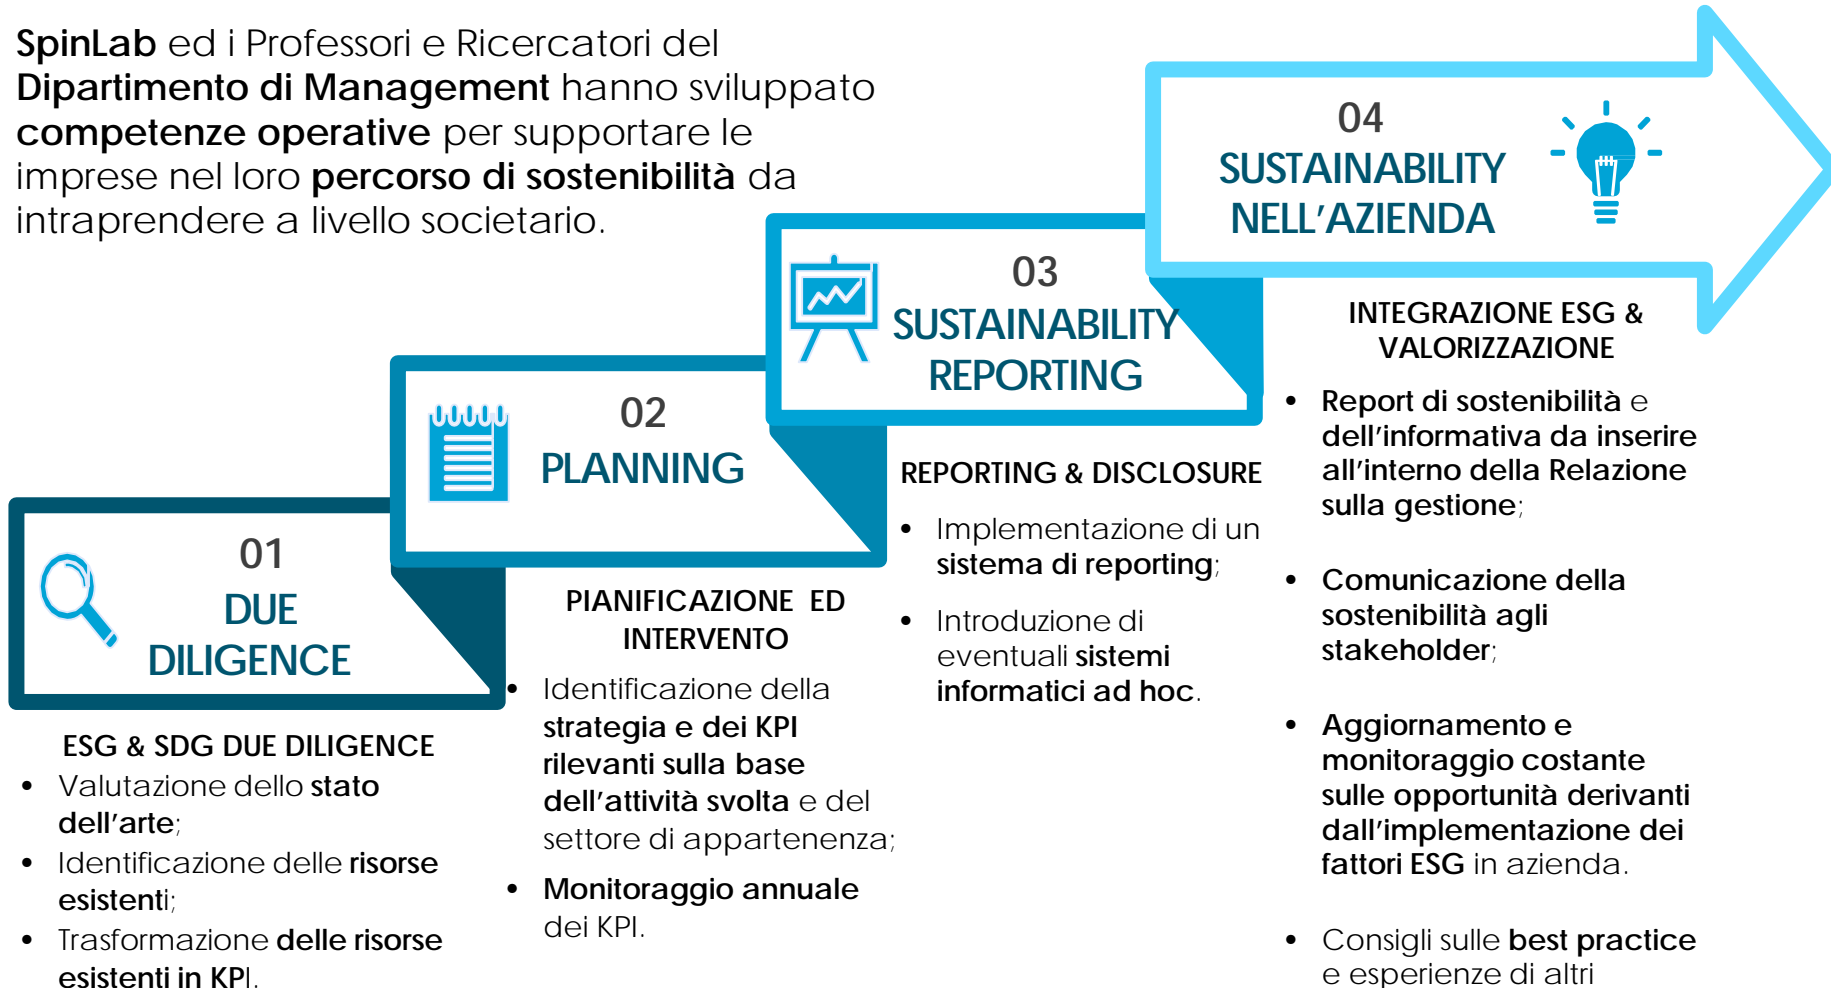 SpinLab ed i Professori e Ricercatori del
Dipartimento di Management hanno sviluppato
competenze operative per supportare le
imprese nel loro percorso di sostenibilità da
intraprendere a livello societario.
01
DUE
DILIGENCE
ESG & SDG DUE DILIGENCE
• Valutazione dello stato
dell'arte;
• Identificazione delle risorse
esistenti;
• Trasformazione delle risorse
esistenti in KPI.
02
PLANNING
PIANIFICAZIONE ED
INTERVENTO
• Identificazione della
strategia e dei KPI
rilevanti sulla base
dell'attività svolta e del
settore di appartenenza;
• Monitoraggio annuale
dei KPI.
03
SUSTAINABILITY
REPORTING
REPORTING & DISCLOSURE
• Implementazione di un
sistema di reporting;
• Introduzione di
eventuali sistemi
informatici ad hoc.
04
SUSTAINABILITY
NELL'AZIENDA
INTEGRAZIONE ESG &
VALORIZZAZIONE
• Report di sostenibilità e
dell'informativa da inserire
all'interno della Relazione
sulla gestione;
• Comunicazione della
sostenibilità agli
stakeholder;
• Aggiornamento e
monitoraggio costante
sulle opportunità derivanti
dall'implementazione dei
fattori ESG in azienda.
• Consigli sulle best practice
e esperienze di altri